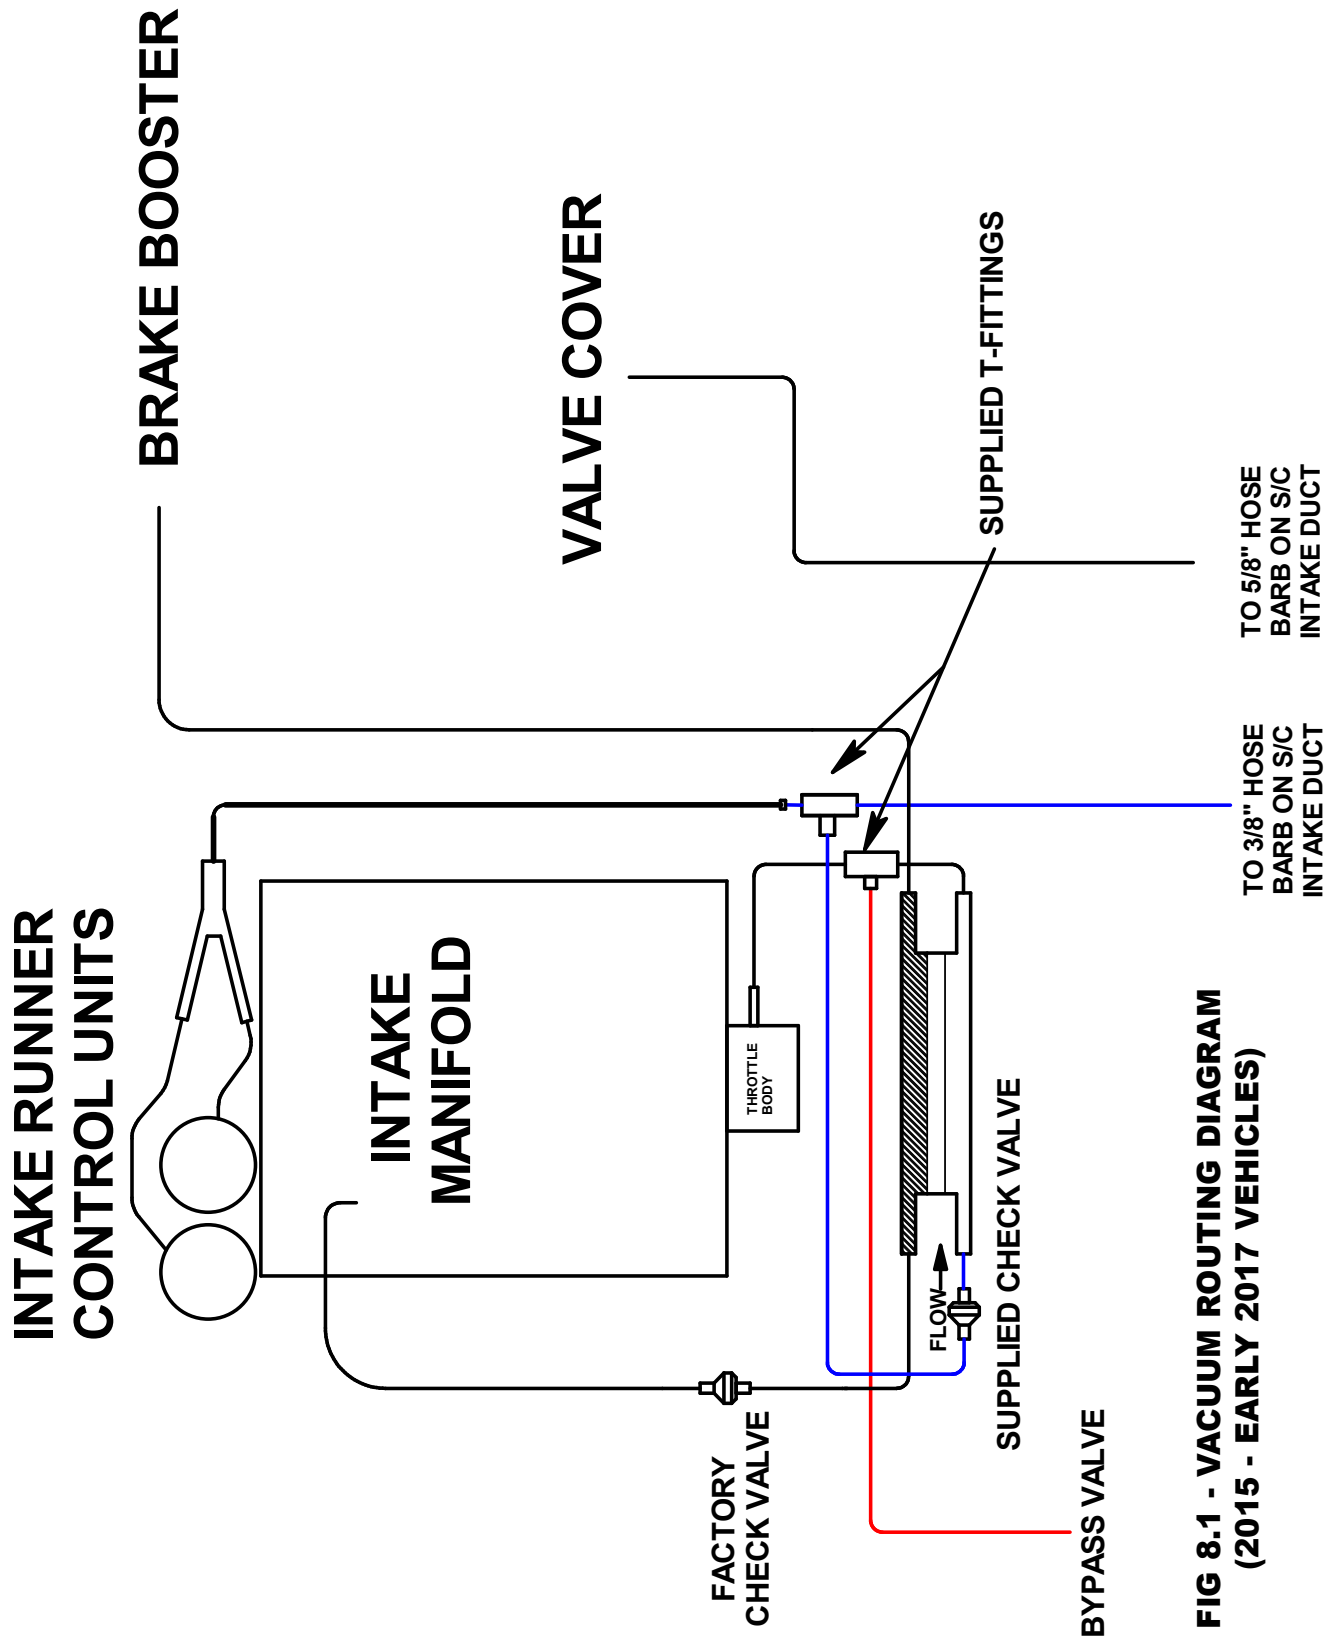 INTAKE RUNNER
CONTROL UNITS
BRAKE BOOSTER
INTAKE
MANIFOLD
VALVE COVER
THROTTLE
BODY
FACTORY
CHECK VALVE
FLOW
SUPPLIED CHECK VALVE
SUPPLIED T-FITTINGS
BYPASS VALVE
TO 3/8" HOSE
BARB ON S/C
INTAKE DUCT
TO 5/8" HOSE
BARB ON S/C
INTAKE DUCT
FIG 8.1 - VACUUM ROUTING DIAGRAM
(2015 - EARLY 2017 VEHICLES)